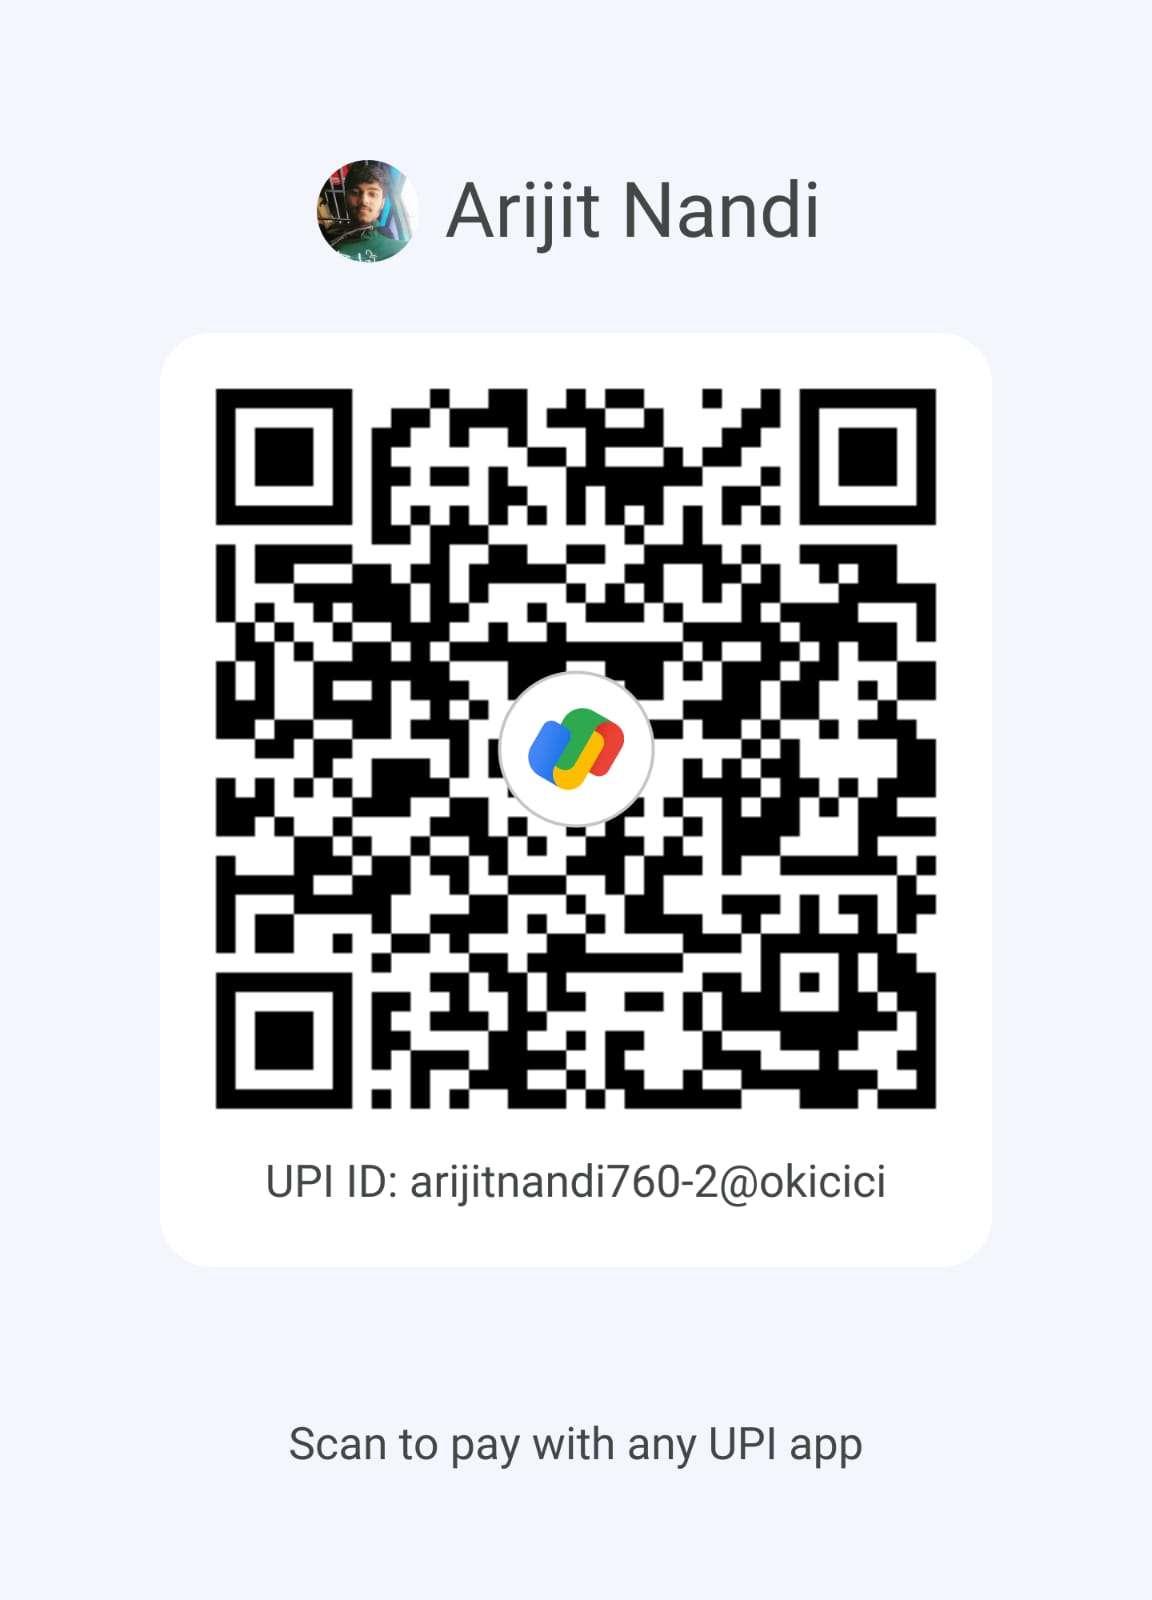 Arijit Nandi
UPI ID: arijitnandi760-2@okicici
Scan to pay with any UPI app